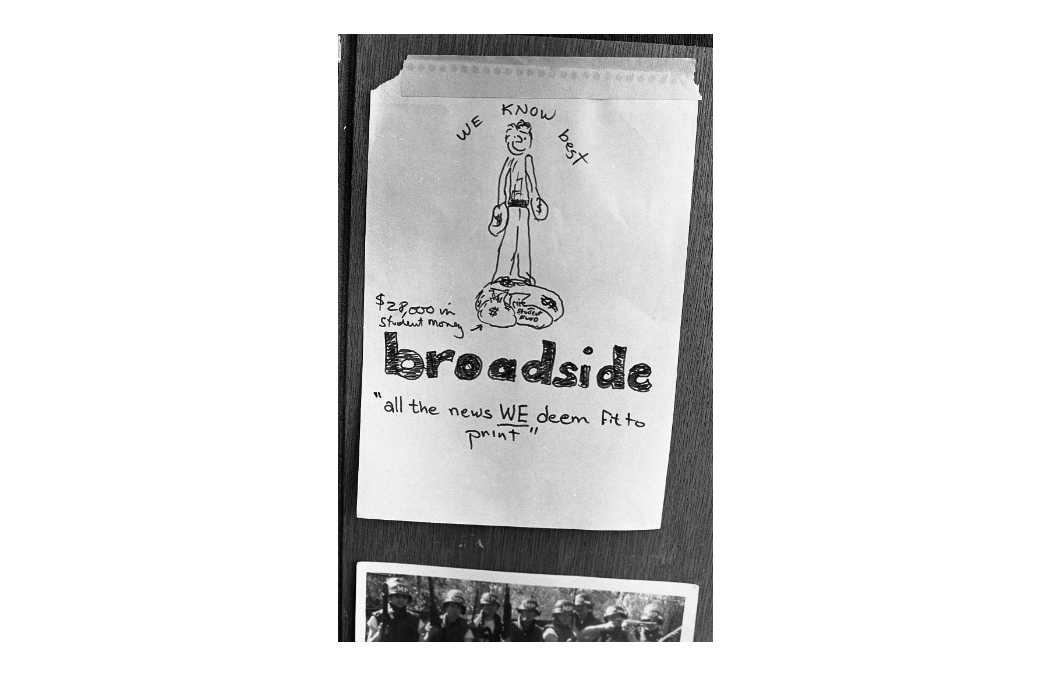 WE KNOW best
$
$
$
Student
FUND
$28,000 in
student money
broadside
"all the news WE deem fit to
print"